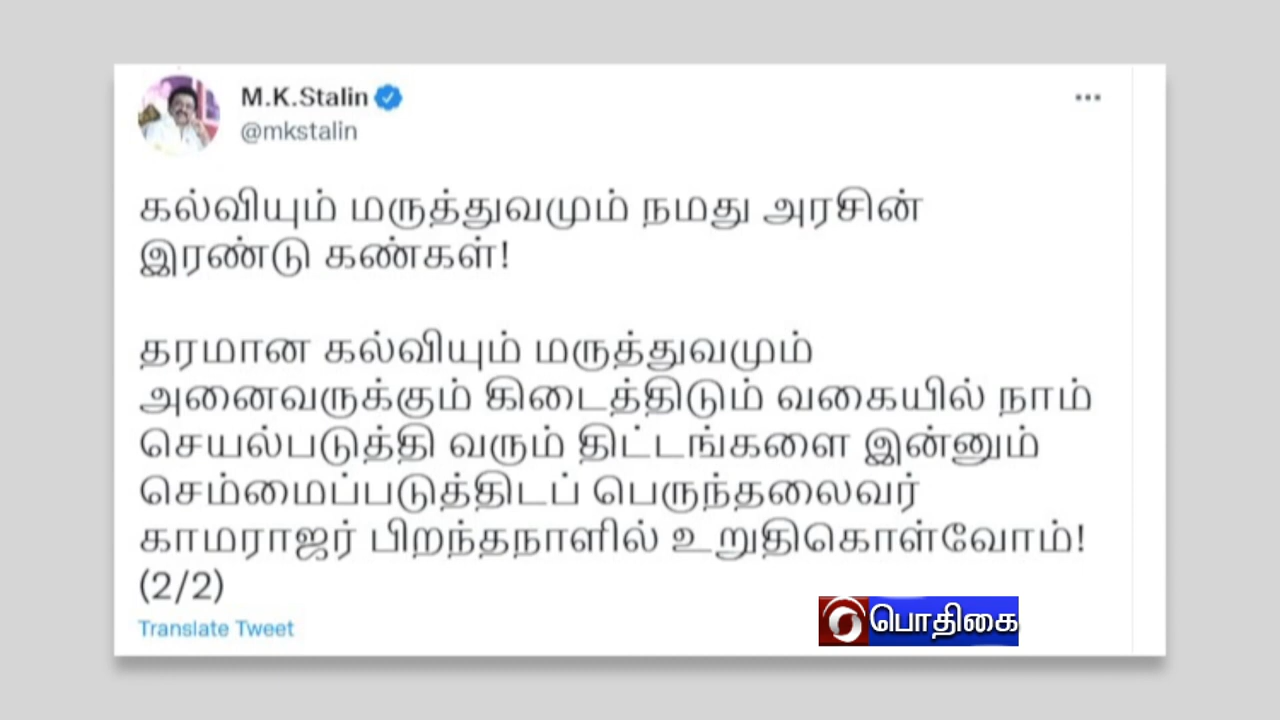 M.K.Stalin
@mkstalin
கல்வியும் மருத்துவமும் நமது அரசின்
இரண்டு கண்கள்!
தரமான கல்வியும் மருத்துவமும்
அனைவருக்கும் கிடைத்திடும் வகையில் நாம்
செயல்படுத்தி வரும் திட்டங்களை இன்னும்
செம்மைப்படுத்திடப் பெருந்தலைவர்
காமராஜர் பிறந்தநாளில் உறுதிகொள்வோம்!
(2/2)
Translate Tweet
பொதிகை